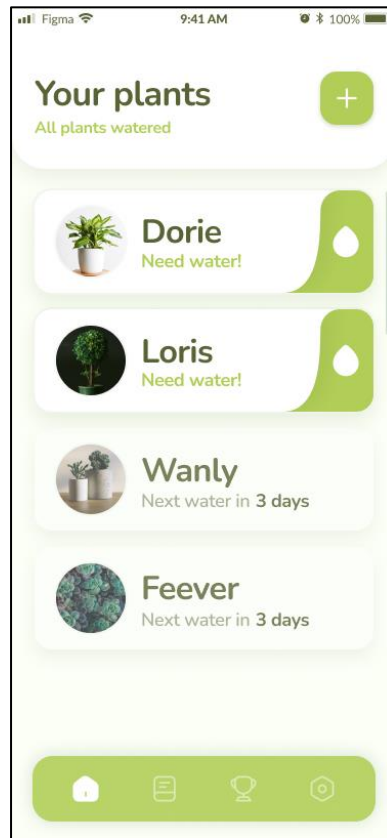 Figma 9:41 AM 100%
Your plants
All plants watered
Dorie
Need water!
Loris
Need water!
Wanly
Next water in 3 days
Feever
Next water in 3 days